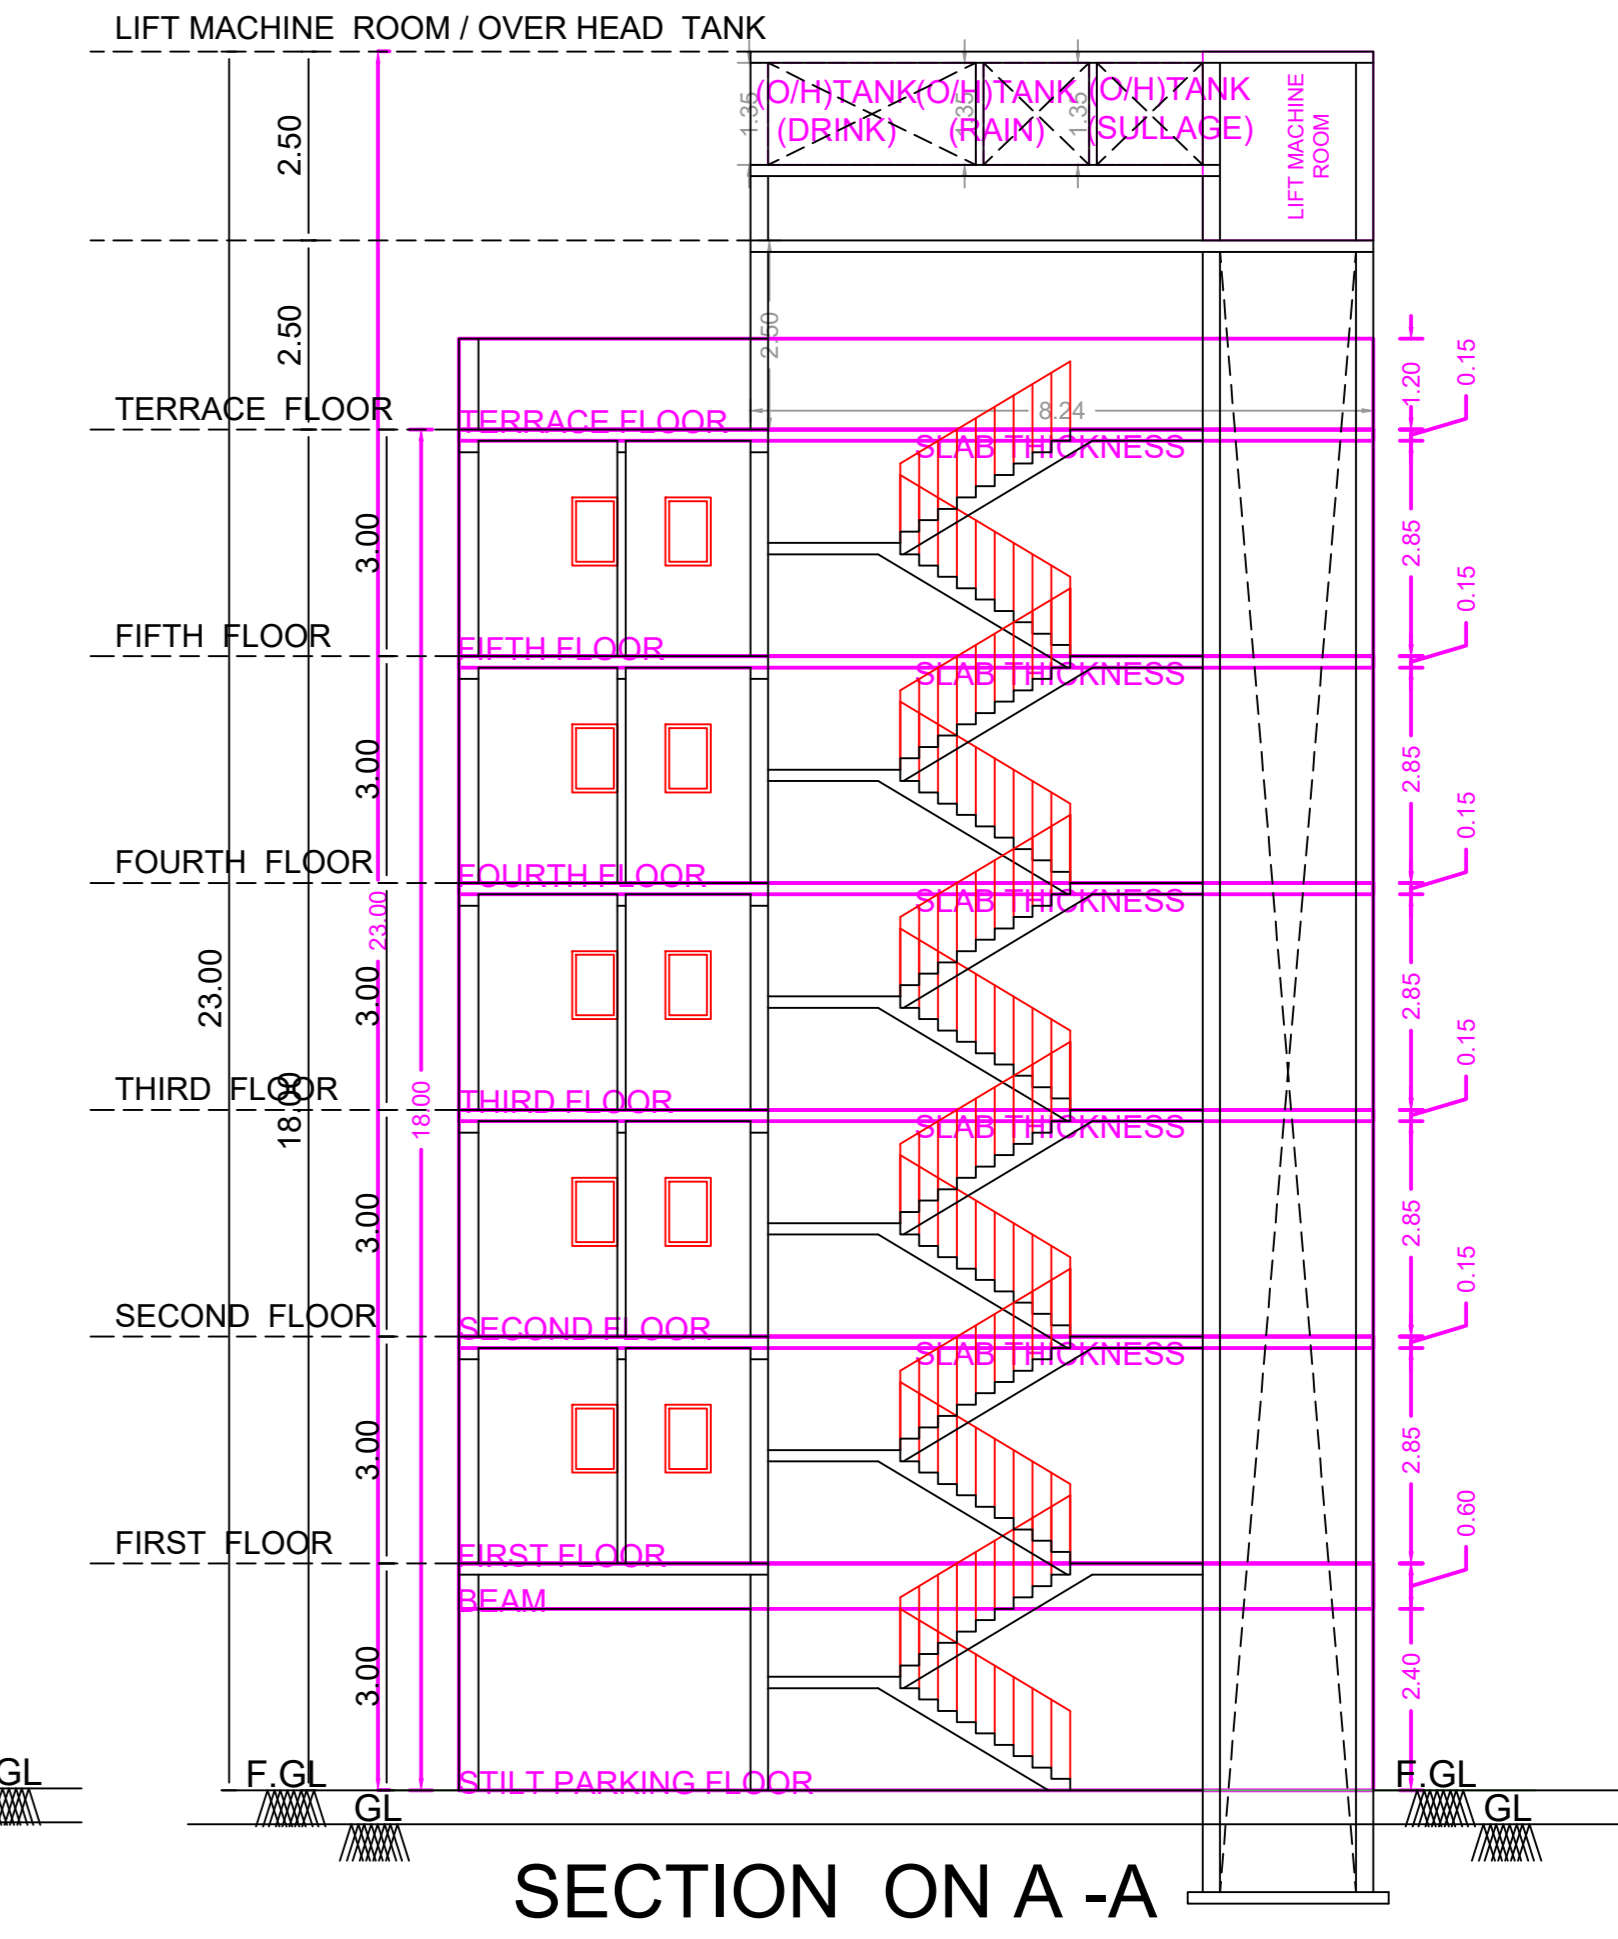 LIFT MACHINE ROOM / OVER HEAD TANK
(O/H)TANK (O/H)TANK (O/H)TANK
(DRINK) (RAIN) (SULLAGE)
1.35 1.35 1.35
LIFT MACHINE
ROOM
2.50
2.50
2.50
1.20
0.15
8.24
TERRACE FLOOR
TERRACE FLOOR
SLAB THICKNESS
3.00
2.85
0.15
FIFTH FLOOR
FIFTH FLOOR
SLAB THICKNESS
3.00
2.85
0.15
FOURTH FLOOR
FOURTH FLOOR
SLAB THICKNESS
23.00
23.00
3.00
2.85
0.15
THIRD FLOOR
THIRD FLOOR
SLAB THICKNESS
18.00
18.00
3.00
2.85
0.15
SECOND FLOOR
SECOND FLOOR
SLAB THICKNESS
3.00
2.85
0.60
FIRST FLOOR
FIRST FLOOR
BEAM
3.00
2.40
GL
F.GL
STILT PARKING FLOOR
F.GL
GL
GL
SECTION ON A -A